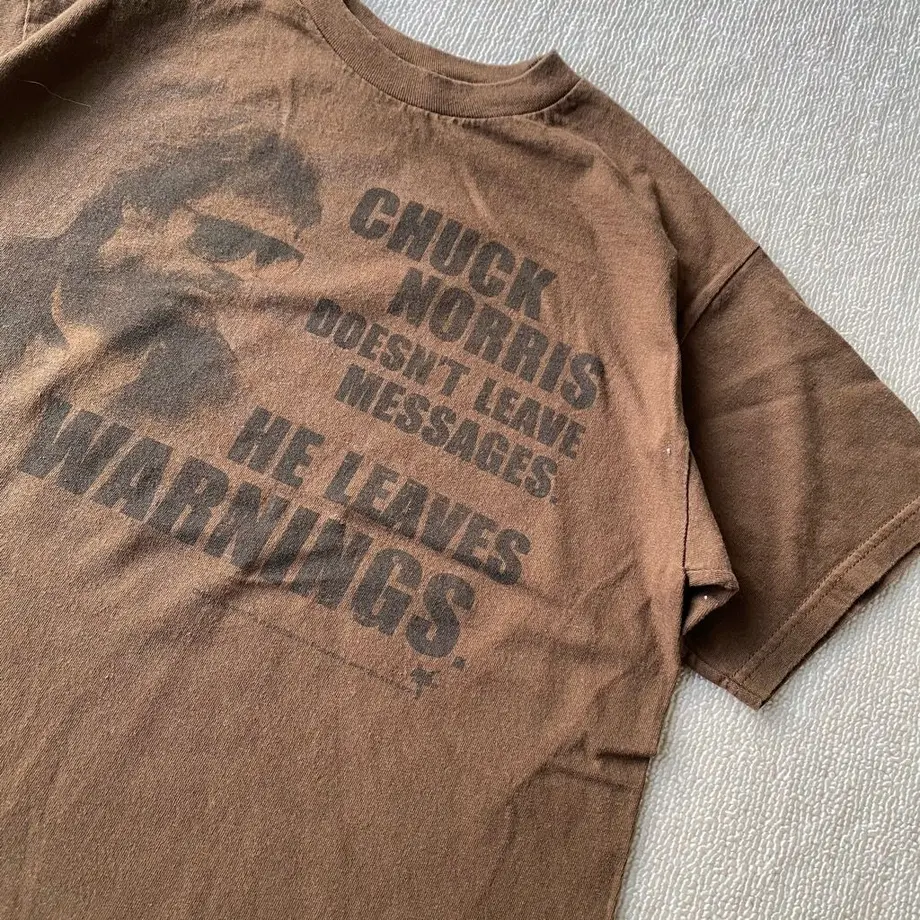 CHUCK
NORRIS
DOESN'T LEAVE
MESSAGES.
HE LEAVES
WARNINGS.